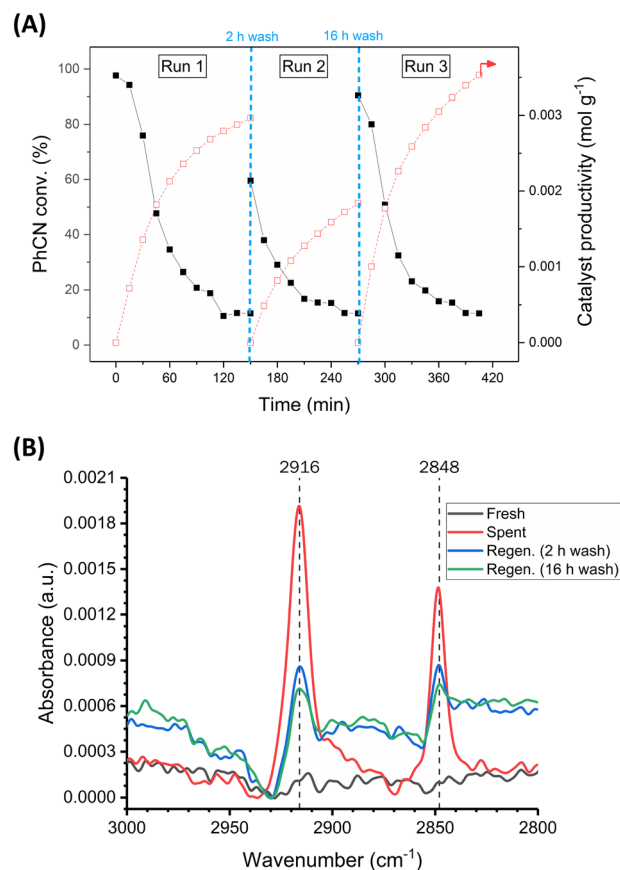 (A)
2 h wash
16 h wash
Run 1
Run 2
Run 3
100
80
60
40
20
0
PhCN conv. (%)
0.003
0.002
0.001
0.000
Catalyst productivity (mol g⁻¹)
0
60
120
180
240
300
360
420
Time (min)
(B)
2916
2848
Fresh
Spent
Regen. (2 h wash)
Regen. (16 h wash)
0.0021
0.0018
0.0015
0.0012
0.0009
0.0006
0.0003
0.0000
Absorbance (a.u.)
3000
2950
2900
2850
2800
Wavenumber (cm⁻¹)